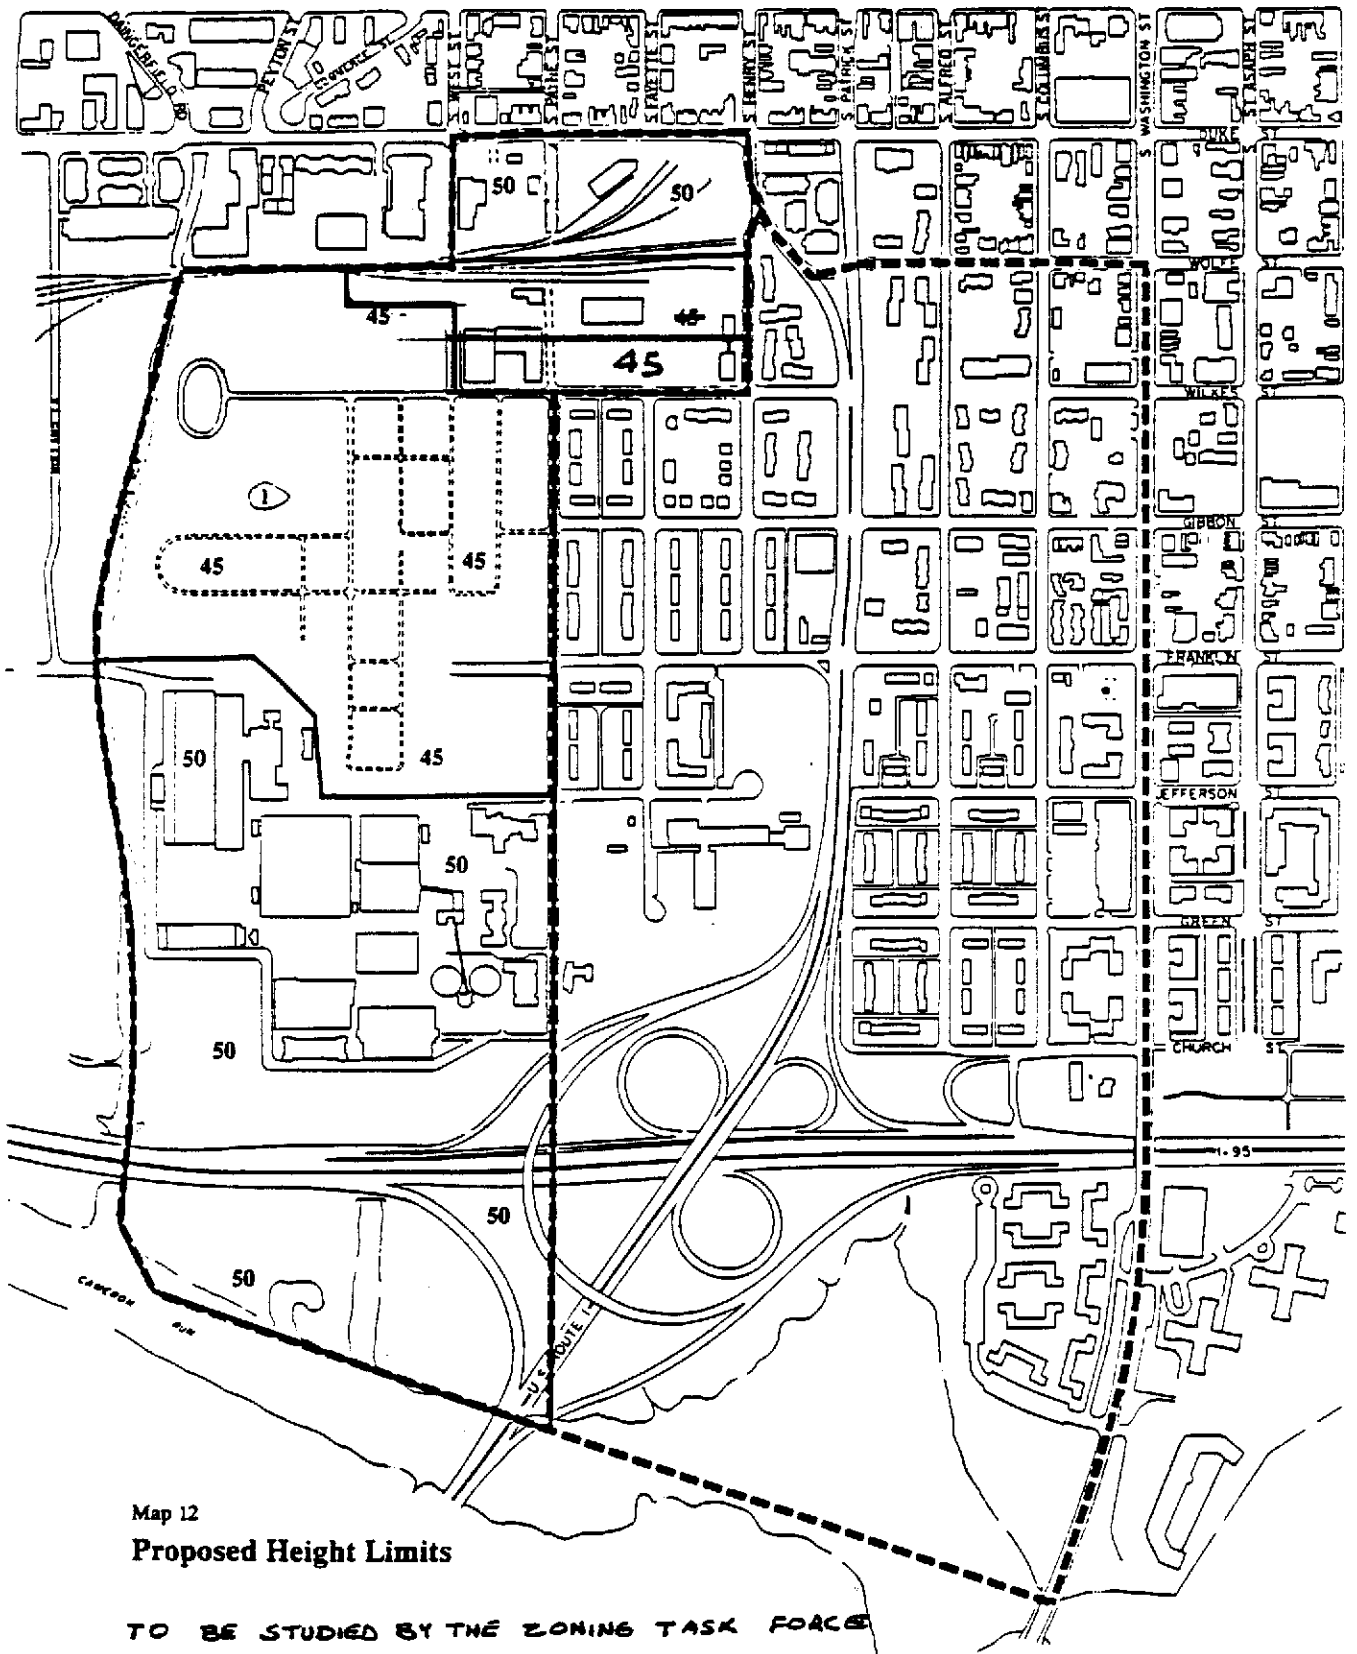 DAINGERFIELD RD
PEYTON ST
S WEST ST
S PAYNE ST
S FAYETTE ST
S HENRY ST
S PATRICK ST
S ALFRED ST
S COLUMBUS ST
S WASHINGTON ST
S ST ASAPH ST
DUKE ST
50
50
WOLFE ST
45
45
45
WILKES ST
1
GIBBON ST
45
45
FRANKLIN ST
50
45
JEFFERSON ST
50
GREEN ST
50
CHURCH ST
I-95
50
50
CAMERON
RUN
U.S. ROUTE 1
Map 12
Proposed Height Limits
TO BE STUDIED BY THE ZONING TASK FORCE